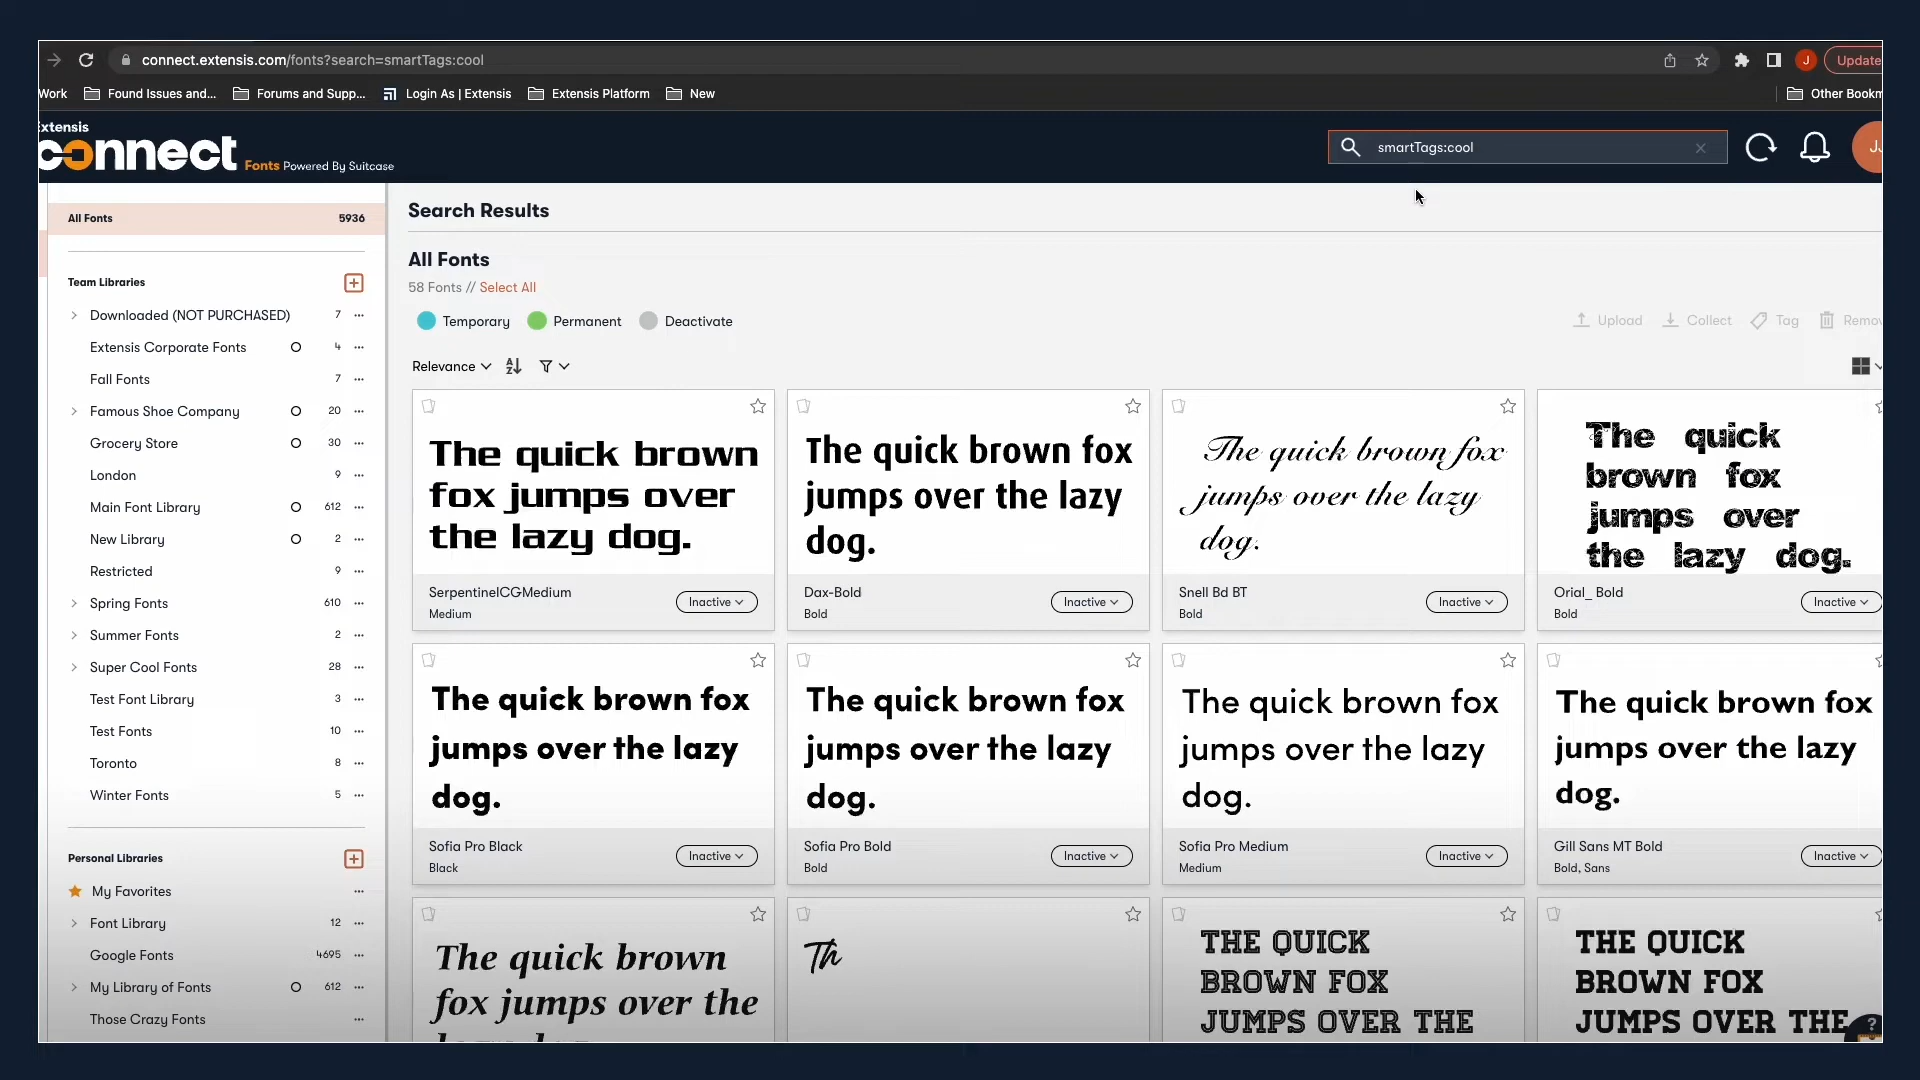 connect.extensis.com/fonts?search=smartTags:cool
J
Update
Work
Found Issues and...
Forums and Supp...
Login As | Extensis
Extensis Platform
New
Other Bookm
xtensis
connect Fonts Powered By Suitcase
smartTags:cool
JJ
All Fonts 5936
Team Libraries
Downloaded (NOT PURCHASED) 7
Extensis Corporate Fonts 4
Fall Fonts 7
Famous Shoe Company 20
Grocery Store 30
London 9
Main Font Library 612
New Library 2
Restricted 9
Spring Fonts 610
Summer Fonts 2
Super Cool Fonts 28
Test Font Library 3
Test Fonts 10
Toronto 8
Winter Fonts 5
Personal Libraries
My Favorites
Font Library 12
Google Fonts 4695
My Library of Fonts 612
Those Crazy Fonts
Search Results
All Fonts
58 Fonts // Select All
Temporary Permanent Deactivate
Upload Collect Tag Remov
Relevance
The quick brown
fox jumps over
the lazy dog.
SerpentineICGMedium
Medium
Inactive
The quick brown fox
jumps over the lazy
dog.
Dax-Bold
Bold
Inactive
The quick brown fox
jumps over the lazy
dog.
Snell Bd BT
Bold
Inactive
The quick
brown fox
jumps over
the lazy dog.
Orial_ Bold
Bold
Inactive
The quick brown fox
jumps over the lazy
dog.
Sofia Pro Black
Black
Inactive
The quick brown fox
jumps over the lazy
dog.
Sofia Pro Bold
Bold
Inactive
The quick brown fox
jumps over the lazy
dog.
Sofia Pro Medium
Medium
Inactive
The quick brown fox
jumps over the lazy
dog.
Gill Sans MT Bold
Bold, Sans
Inactive
The quick brown
fox jumps over the
Th
THE QUICK
BROWN FOX
JUMPS OVER THE
THE QUICK
BROWN FOX
JUMPS OVER THE
?